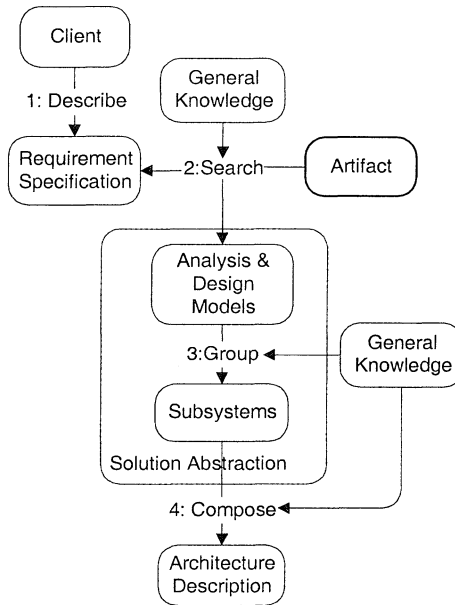 Client
General
Knowledge
1: Describe
Requirement
Specification
2:Search
Artifact
Analysis &
Design
Models
General
Knowledge
3:Group
Subsystems
Solution Abstraction
4: Compose
Architecture
Description